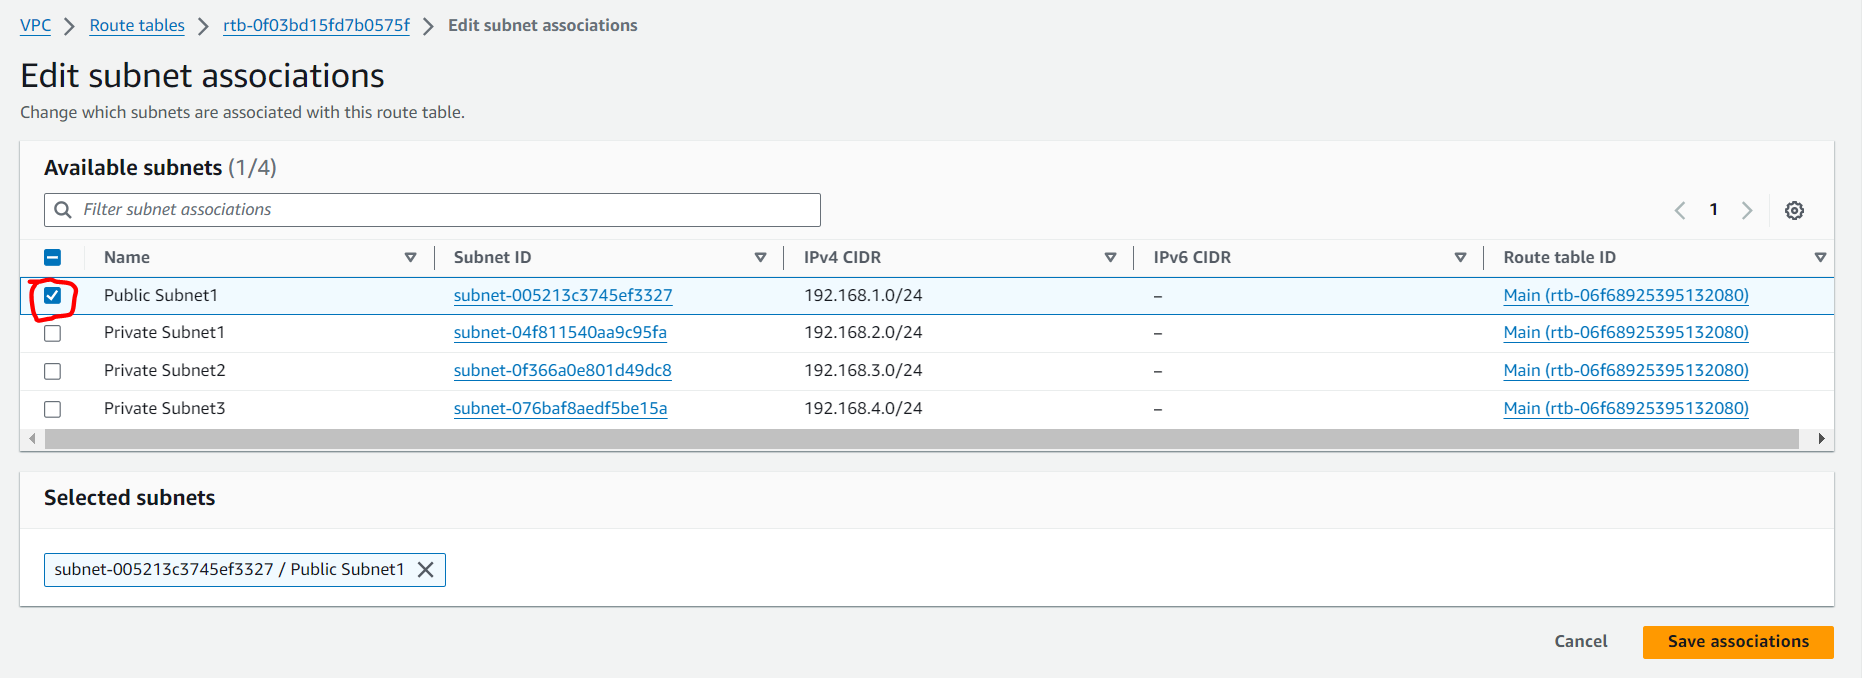 VPC > Route tables > rtb-0f03bd15fd7b0575f > Edit subnet associations
Edit subnet associations
Change which subnets are associated with this route table.
Available subnets (1/4)
Filter subnet associations
1
Name Subnet ID IPv4 CIDR IPv6 CIDR Route table ID
Public Subnet1 subnet-005213c3745ef3327 192.168.1.0/24 – Main (rtb-06f68925395132080)
Private Subnet1 subnet-04f811540aa9c95fa 192.168.2.0/24 – Main (rtb-06f68925395132080)
Private Subnet2 subnet-0f366a0e801d49dc8 192.168.3.0/24 – Main (rtb-06f68925395132080)
Private Subnet3 subnet-076baf8aedf5be15a 192.168.4.0/24 – Main (rtb-06f68925395132080)
Selected subnets
subnet-005213c3745ef3327 / Public Subnet1
Cancel Save associations